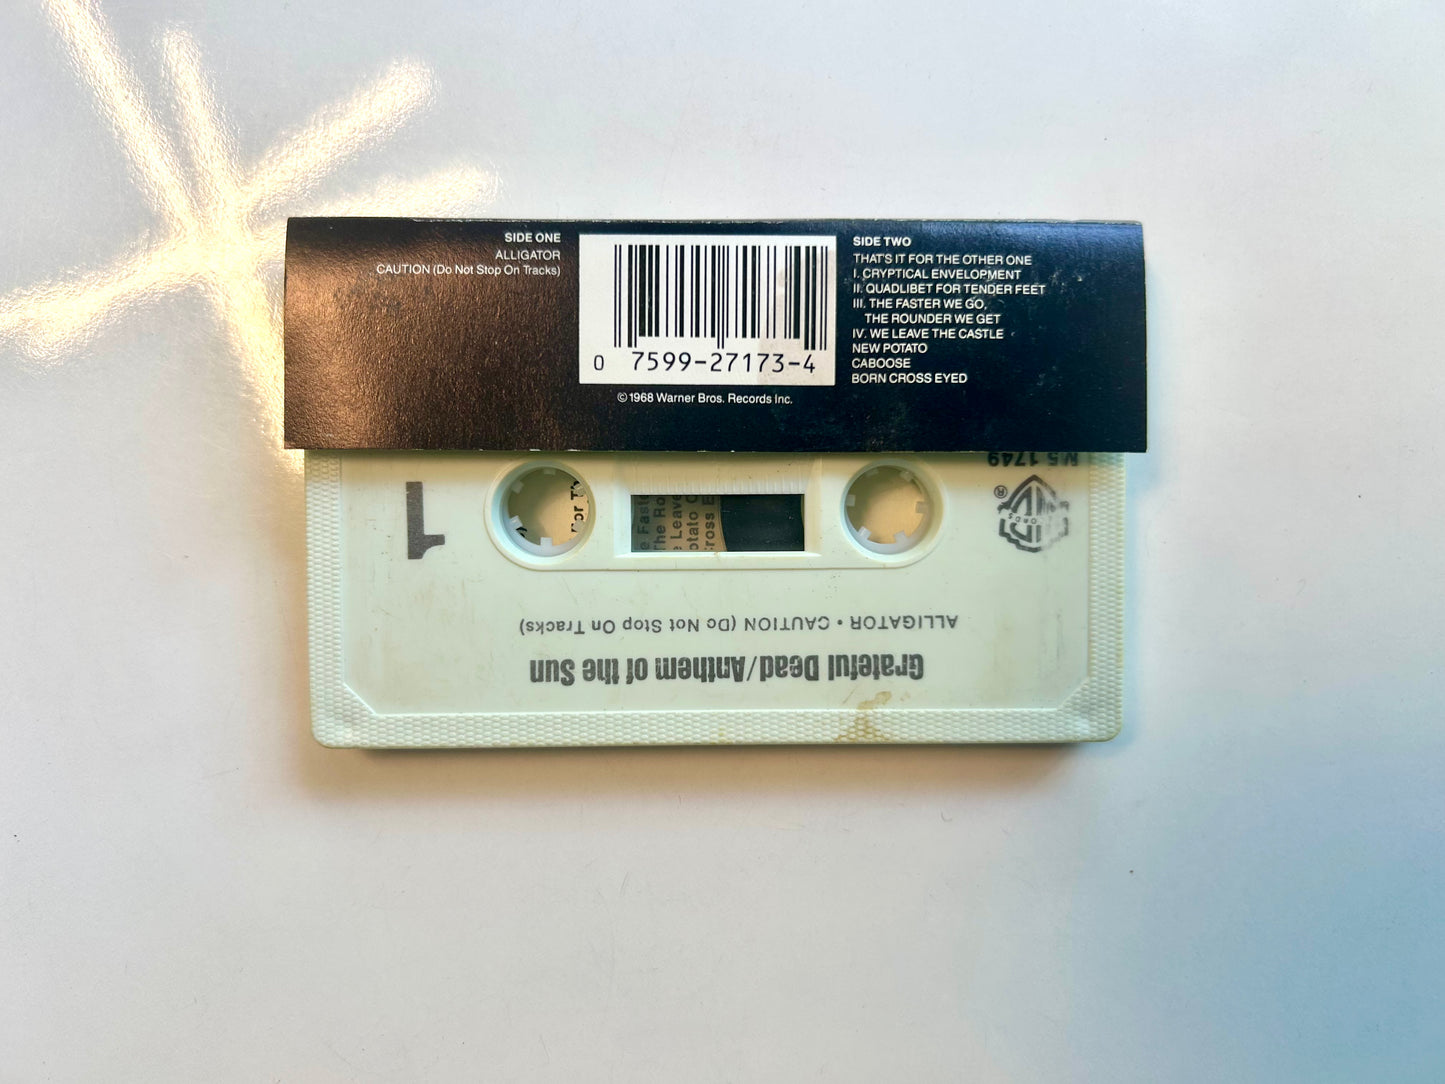 SIDE ONE
ALLIGATOR
CAUTION (Do Not Stop On Tracks)
0 7599-27173-4
© 1968 Warner Bros. Records Inc.
SIDE TWO
THAT'S IT FOR THE OTHER ONE
I. CRYPTICAL ENVELOPMENT
II. QUADLIBET FOR TENDER FEET
III. THE FASTER WE GO,
THE ROUNDER WE GET
IV. WE LEAVE THE CASTLE
NEW POTATO
CABOOSE
BORN CROSS EYED
Grateful Dead/Anthem of the Sun
ALLIGATOR • CAUTION (Do Not Stop On Tracks)
1
M5 1749
®